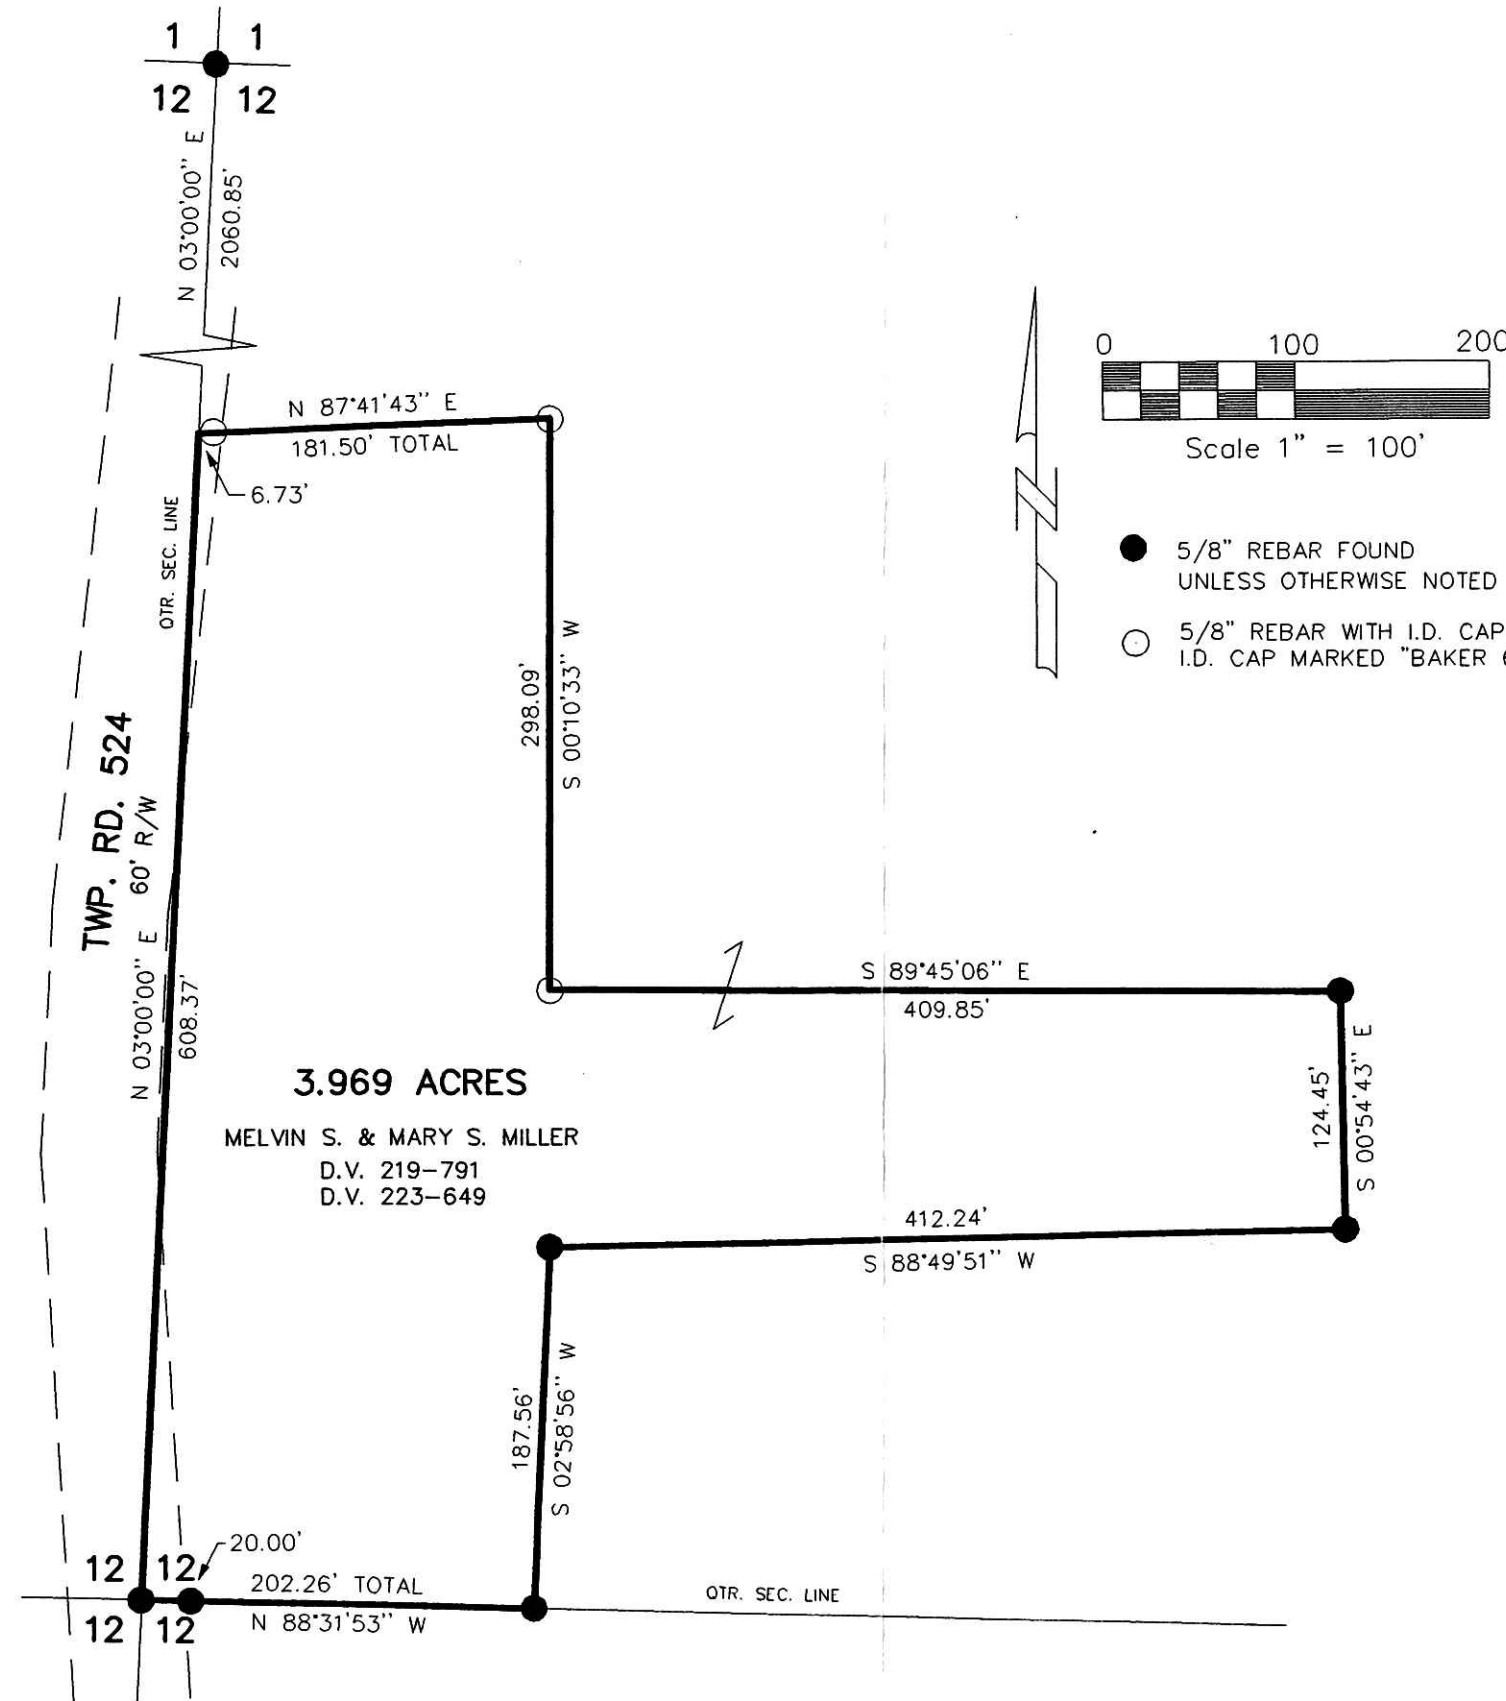 1 1
12 12
N 03°00'00" E
2060.85'
0 100 200
Scale 1" = 100'
N 87°41'43" E
181.50' TOTAL
6.73'
QTR. SEC. LINE
5/8" REBAR FOUND
UNLESS OTHERWISE NOTED
5/8" REBAR WITH I.D. CAP
I.D. CAP MARKED "BAKER
298.09'
S 00°10'33" W
TWP. RD. 524
60' R/W
N 03°00'00" E
608.37'
S 89°45'06" E
409.85'
124.45'
S 00°54'43" E
3.969 ACRES
MELVIN S. & MARY S. MILLER
D.V. 219-791
D.V. 223-649
412.24'
S 88°49'51" W
187.56'
S 02°58'56" W
20.00'
12 12
202.26' TOTAL
QTR. SEC. LINE
12 12
N 88°31'53" W